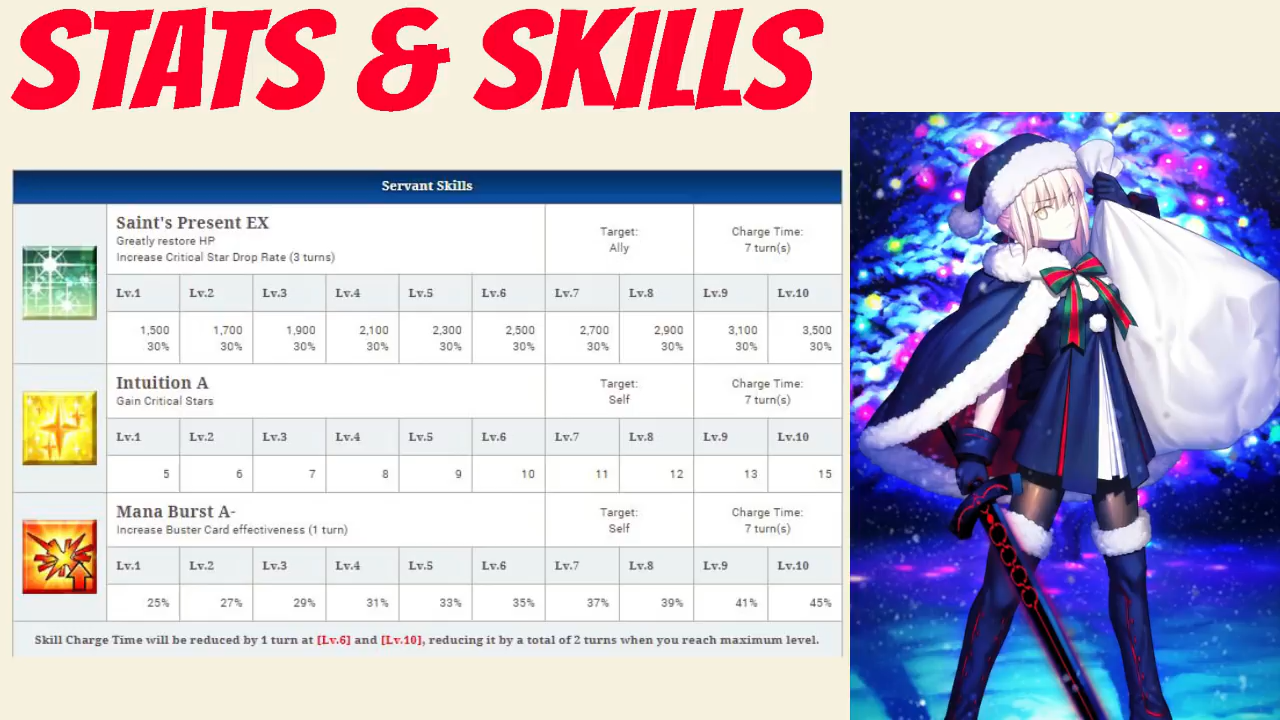 STATS & SKILLS
Servant Skills
Saint's Present EX
Greatly restore HP
Increase Critical Star Drop Rate (3 turns)
Target:
Ally
Charge Time:
7 turn(s)
Lv.1 Lv.2 Lv.3 Lv.4 Lv.5 Lv.6 Lv.7 Lv.8 Lv.9 Lv.10
1,500 1,700 1,900 2,100 2,300 2,500 2,700 2,900 3,100 3,500
30% 30% 30% 30% 30% 30% 30% 30% 30% 30%
Intuition A
Gain Critical Stars
Target:
Self
Charge Time:
7 turn(s)
Lv.1 Lv.2 Lv.3 Lv.4 Lv.5 Lv.6 Lv.7 Lv.8 Lv.9 Lv.10
5 6 7 8 9 10 11 12 13 15
Mana Burst A-
Increase Buster Card effectiveness (1 turn)
Target:
Self
Charge Time:
7 turn(s)
Lv.1 Lv.2 Lv.3 Lv.4 Lv.5 Lv.6 Lv.7 Lv.8 Lv.9 Lv.10
25% 27% 29% 31% 33% 35% 37% 39% 41% 45%
Skill Charge Time will be reduced by 1 turn at [Lv.6] and [Lv.10], reducing it by a total of 2 turns when you reach maximum level.